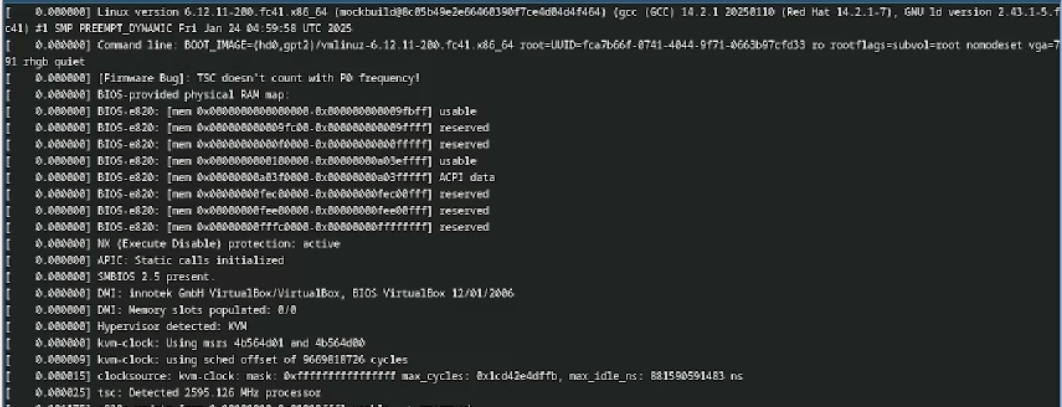 [    0.000000] Linux version 6.12.11-200.fc41.x86_64 (mockbuild@8c05b49e2e66460390f7ce4d04d4f464) (gcc (GCC) 14.2.1 20250110 (Red Hat 14.2.1-7), GNU ld version 2.43.1-5.f
c41) #1 SMP PREEMPT_DYNAMIC Fri Jan 24 04:59:58 UTC 2025
[    0.000000] Command line: BOOT_IMAGE=(hd0,gpt2)/vmlinuz-6.12.11-200.fc41.x86_64 root=UUID=fca7b66f-0741-4044-9f71-0663b97cfd33 ro rootflags=subvol=root nomodeset vga=7
91 rhgb quiet
[    0.000000] [Firmware Bug]: TSC doesn't count with P0 frequency!
[    0.000000] BIOS-provided physical RAM map:
[    0.000000] BIOS-e820: [mem 0x0000000000000000-0x000000000009fbff] usable
[    0.000000] BIOS-e820: [mem 0x000000000009fc00-0x000000000009ffff] reserved
[    0.000000] BIOS-e820: [mem 0x00000000000f0000-0x00000000000fffff] reserved
[    0.000000] BIOS-e820: [mem 0x0000000000100000-0x00000000a03effff] usable
[    0.000000] BIOS-e820: [mem 0x00000000a03f0000-0x00000000a03fffff] ACPI data
[    0.000000] BIOS-e820: [mem 0x00000000fec00000-0x00000000fec00fff] reserved
[    0.000000] BIOS-e820: [mem 0x00000000fee00000-0x00000000fee00fff] reserved
[    0.000000] BIOS-e820: [mem 0x00000000fffc0000-0x00000000ffffffff] reserved
[    0.000000] NX (Execute Disable) protection: active
[    0.000000] APIC: Static calls initialized
[    0.000000] SMBIOS 2.5 present.
[    0.000000] DMI: innotek GmbH VirtualBox/VirtualBox, BIOS VirtualBox 12/01/2006
[    0.000000] DMI: Memory slots populated: 0/0
[    0.000000] Hypervisor detected: KVM
[    0.000000] kvm-clock: Using msrs 4b564d01 and 4b564d00
[    0.000009] kvm-clock: using sched offset of 9669818726 cycles
[    0.000015] clocksource: kvm-clock: mask: 0xffffffffffffffff max_cycles: 0x1cd42e4dffb, max_idle_ns: 881590591483 ns
[    0.000025] tsc: Detected 2595.126 MHz processor